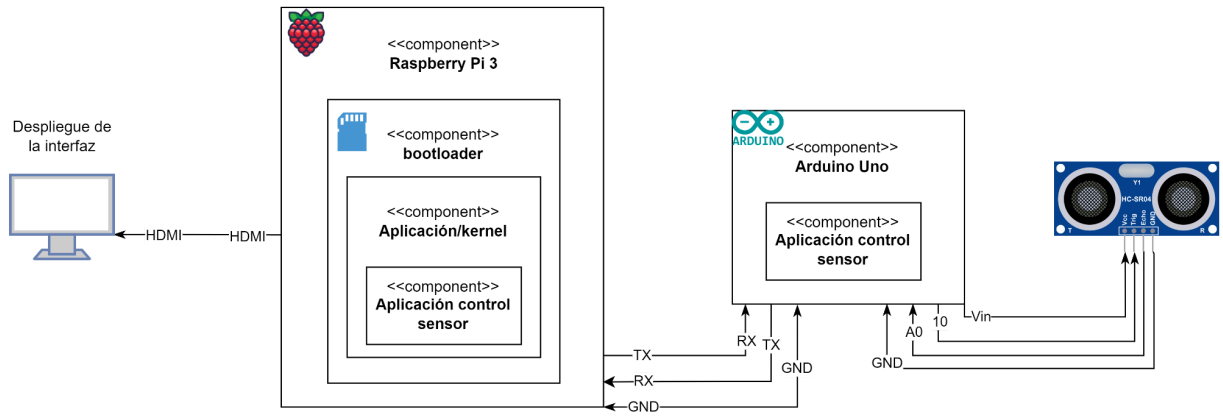 Despliegue de
la interfaz
HDMI
HDMI
<<component>>
Raspberry Pi 3
<<component>>
bootloader
<<component>>
Aplicación/kernel
<<component>>
Aplicación control
sensor
TX
RX
GND
RX
TX
GND
ARDUINO
<<component>>
Arduino Uno
<<component>>
Aplicación control
sensor
GND
A0
10
Vin
Y1
HC-SR04
Vcc
Trig
Echo
GND
T
R